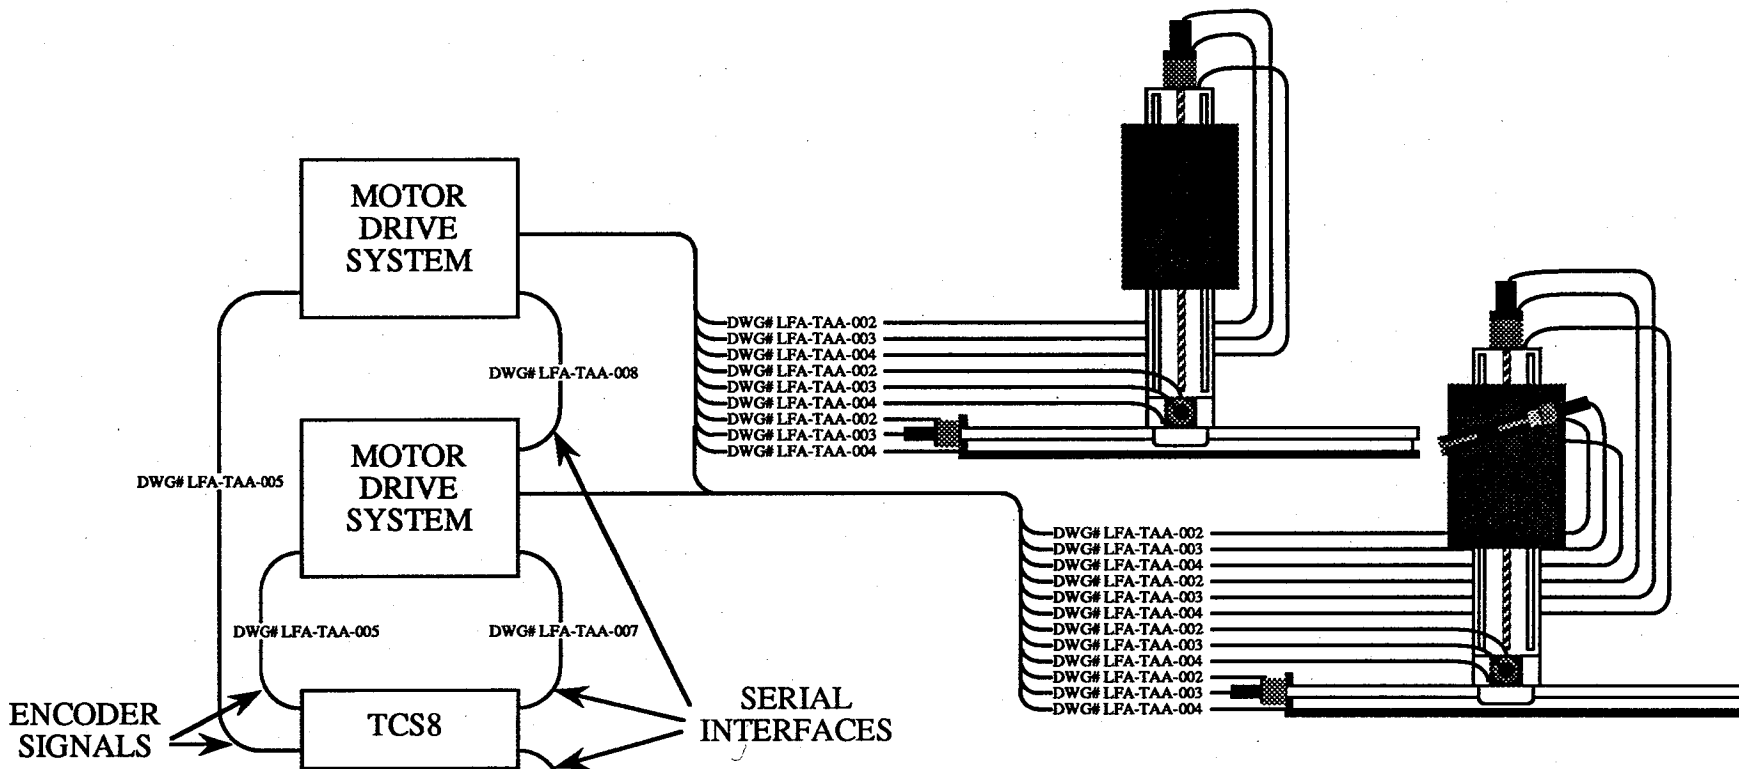 MOTOR
DRIVE
SYSTEM
DWG# LFA-TAA-002
DWG# LFA-TAA-003
DWG# LFA-TAA-004
DWG# LFA-TAA-002
DWG# LFA-TAA-003
DWG# LFA-TAA-004
DWG# LFA-TAA-002
DWG# LFA-TAA-003
DWG# LFA-TAA-004
DWG# LFA-TAA-008
MOTOR
DRIVE
SYSTEM
DWG# LFA-TAA-005
DWG# LFA-TAA-002
DWG# LFA-TAA-003
DWG# LFA-TAA-004
DWG# LFA-TAA-002
DWG# LFA-TAA-003
DWG# LFA-TAA-004
DWG# LFA-TAA-002
DWG# LFA-TAA-003
DWG# LFA-TAA-004
DWG# LFA-TAA-002
DWG# LFA-TAA-003
DWG# LFA-TAA-004
DWG# LFA-TAA-005
DWG# LFA-TAA-007
ENCODER
SIGNALS
TCS8
SERIAL
INTERFACES